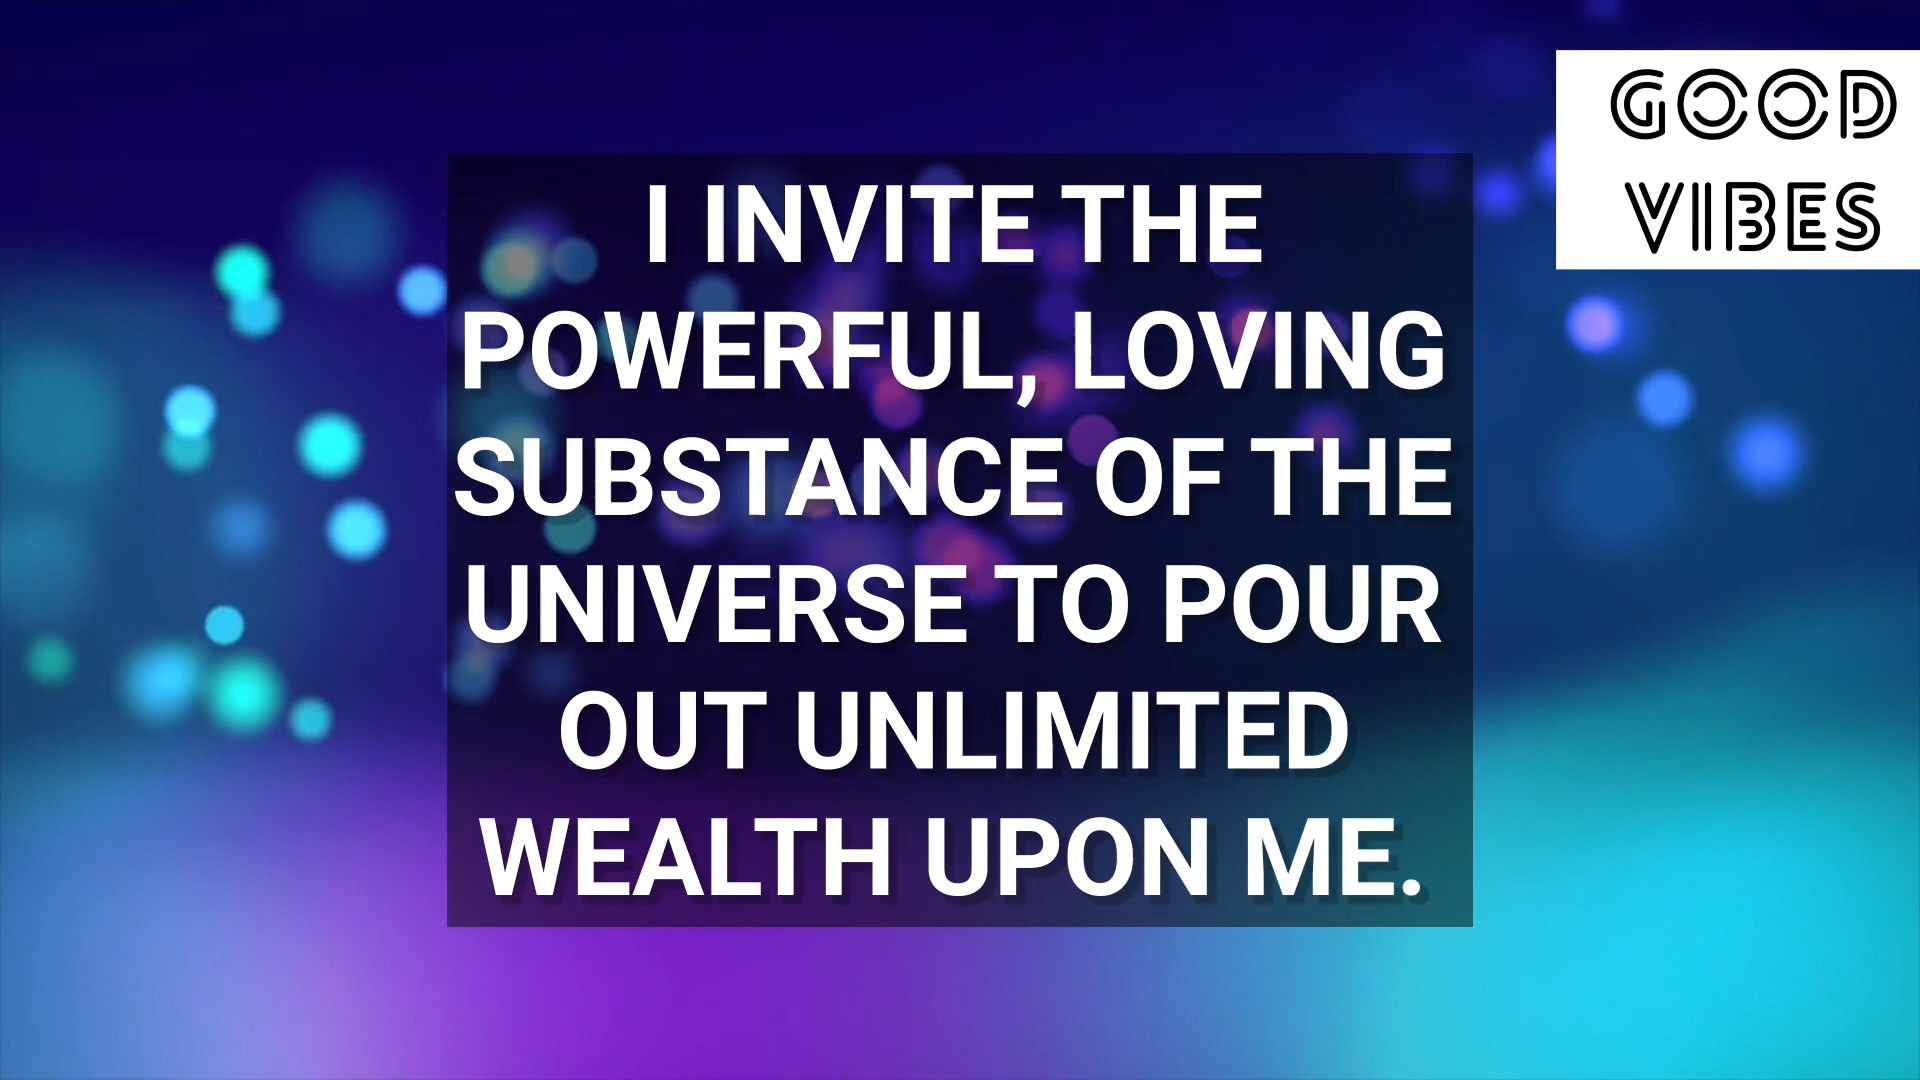 GOOD
VIBES
I INVITE THE
POWERFUL, LOVING
SUBSTANCE OF THE
UNIVERSE TO POUR
OUT UNLIMITED
WEALTH UPON ME.